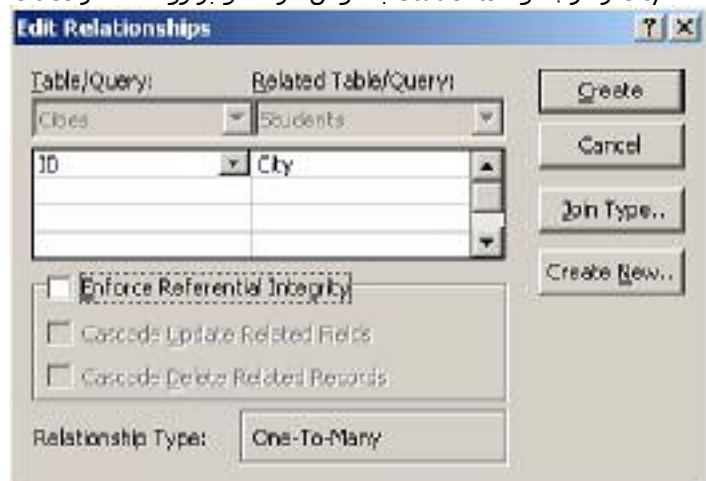 Edit Relationships
Table/Query: Related Table/Query:
Cities Students
ID City
Enforce Referential Integrity
Cascade Update Related Fields
Cascade Delete Related Records
Relationship Type: One-To-Many
Create
Cancel
Join Type..
Create New..